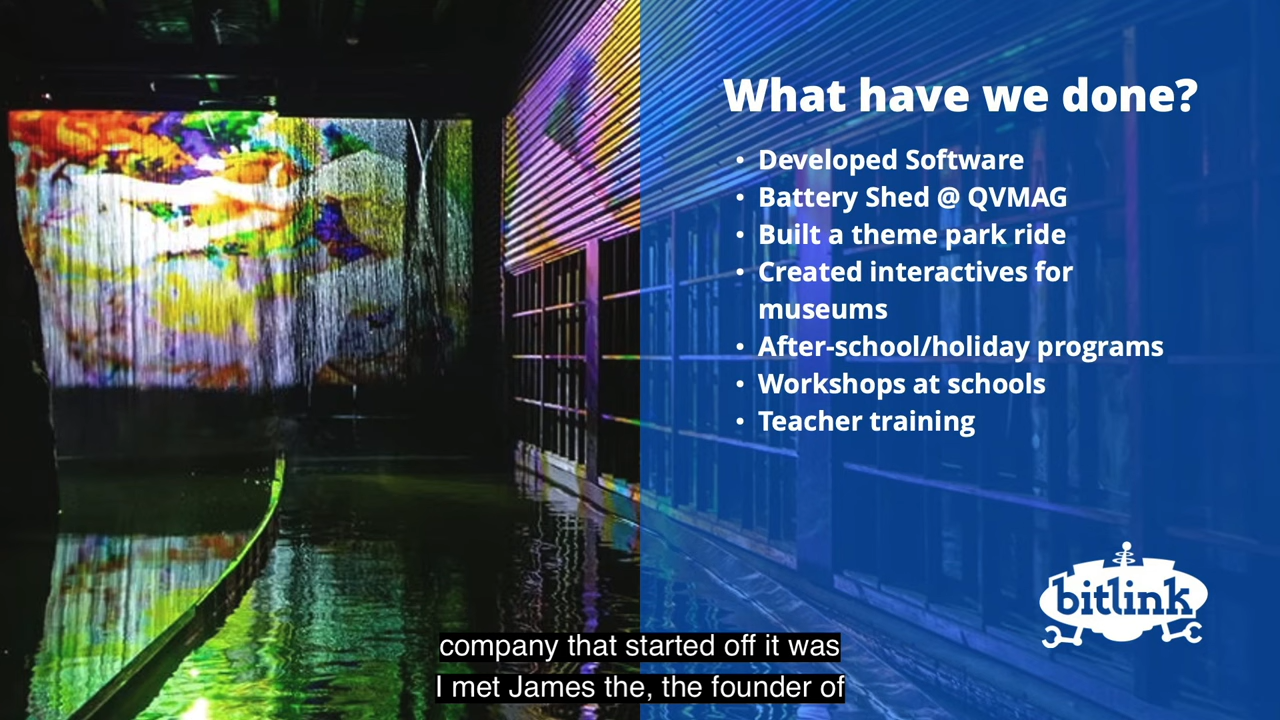 What have we done?
• Developed Software
• Battery Shed @ QVMAG
• Built a theme park ride
• Created interactives for
museums
• After-school/holiday programs
• Workshops at schools
• Teacher training
bitlink
company that started off it was
I met James the, the founder of